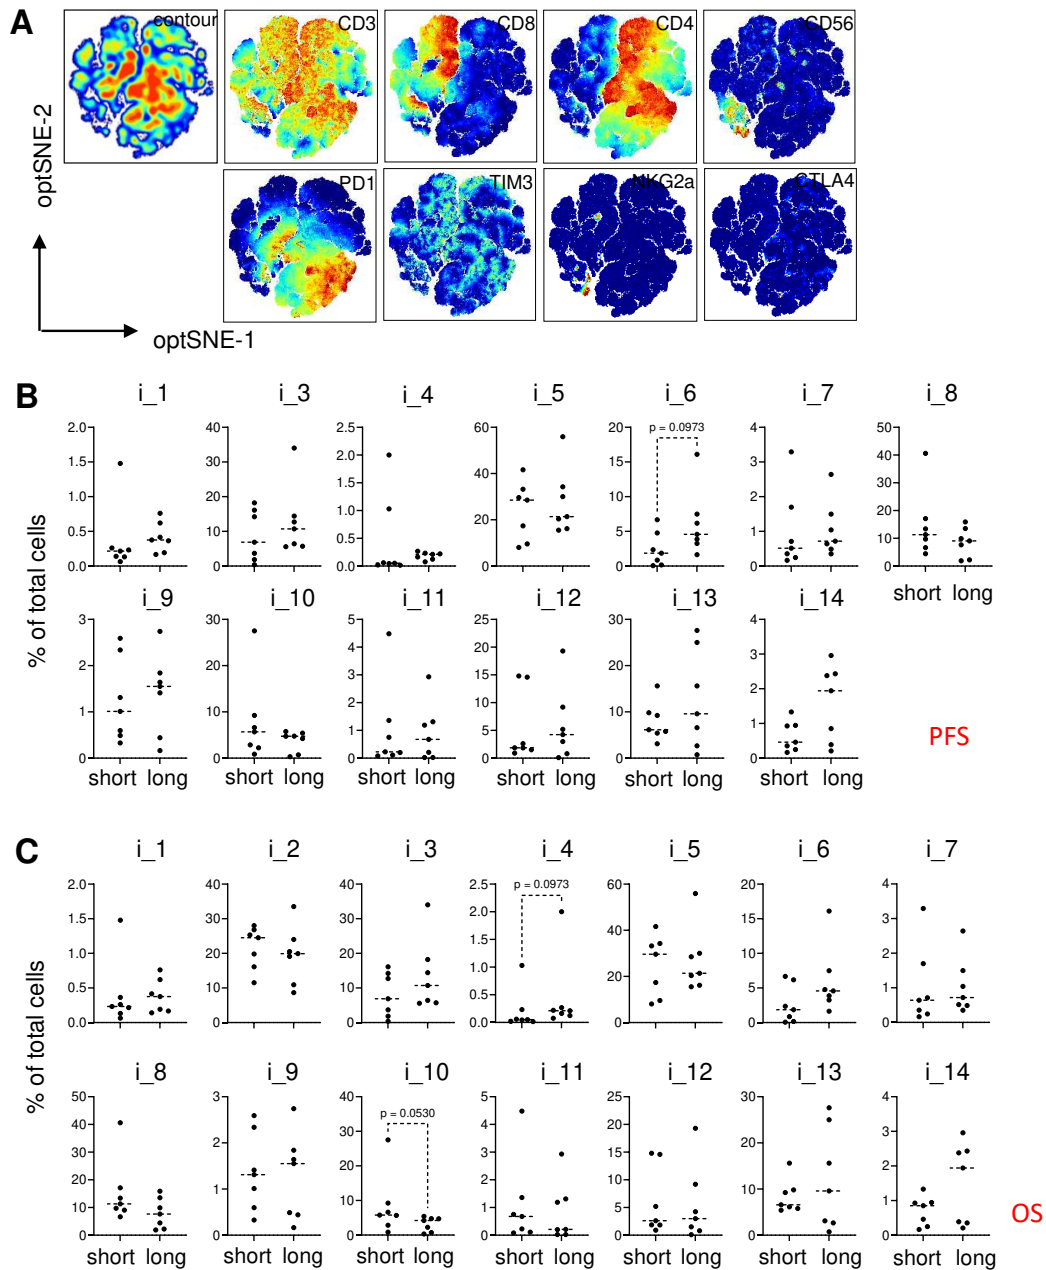 A
contour
CD3
CD8
CD4
CD56
PD1
TIM3
NKG2a
CTLA4
optSNE-2
optSNE-1
B
% of total cells
i_1
i_3
i_4
i_5
i_6
i_7
i_8
2.0
1.5
1.0
0.5
0.0
40
30
20
10
0
2.5
2.0
1.5
1.0
0.5
0.0
60
40
20
0
20
15
10
5
0
p = 0.0973
4
3
2
1
0
50
40
30
20
10
0
short long
i_9
i_10
i_11
i_12
i_13
i_14
3
2
1
0
short long
30
20
10
0
short long
5
4
3
2
1
0
short long
25
20
15
10
5
0
short long
30
20
10
0
short long
4
3
2
1
0
short long
PFS
C
% of total cells
i_1
i_2
i_3
i_4
i_5
i_6
i_7
2.0
1.5
1.0
0.5
0.0
40
30
20
10
0
40
30
20
10
0
2.5
2.0
1.5
1.0
0.5
0.0
p = 0.0973
60
40
20
0
20
15
10
5
0
4
3
2
1
0
i_8
i_9
i_10
i_11
i_12
i_13
i_14
50
40
30
20
10
0
short long
3
2
1
0
short long
40
30
20
10
0
p = 0.0530
short long
5
4
3
2
1
0
short long
25
20
15
10
5
0
short long
30
20
10
0
short long
4
3
2
1
0
short long
OS